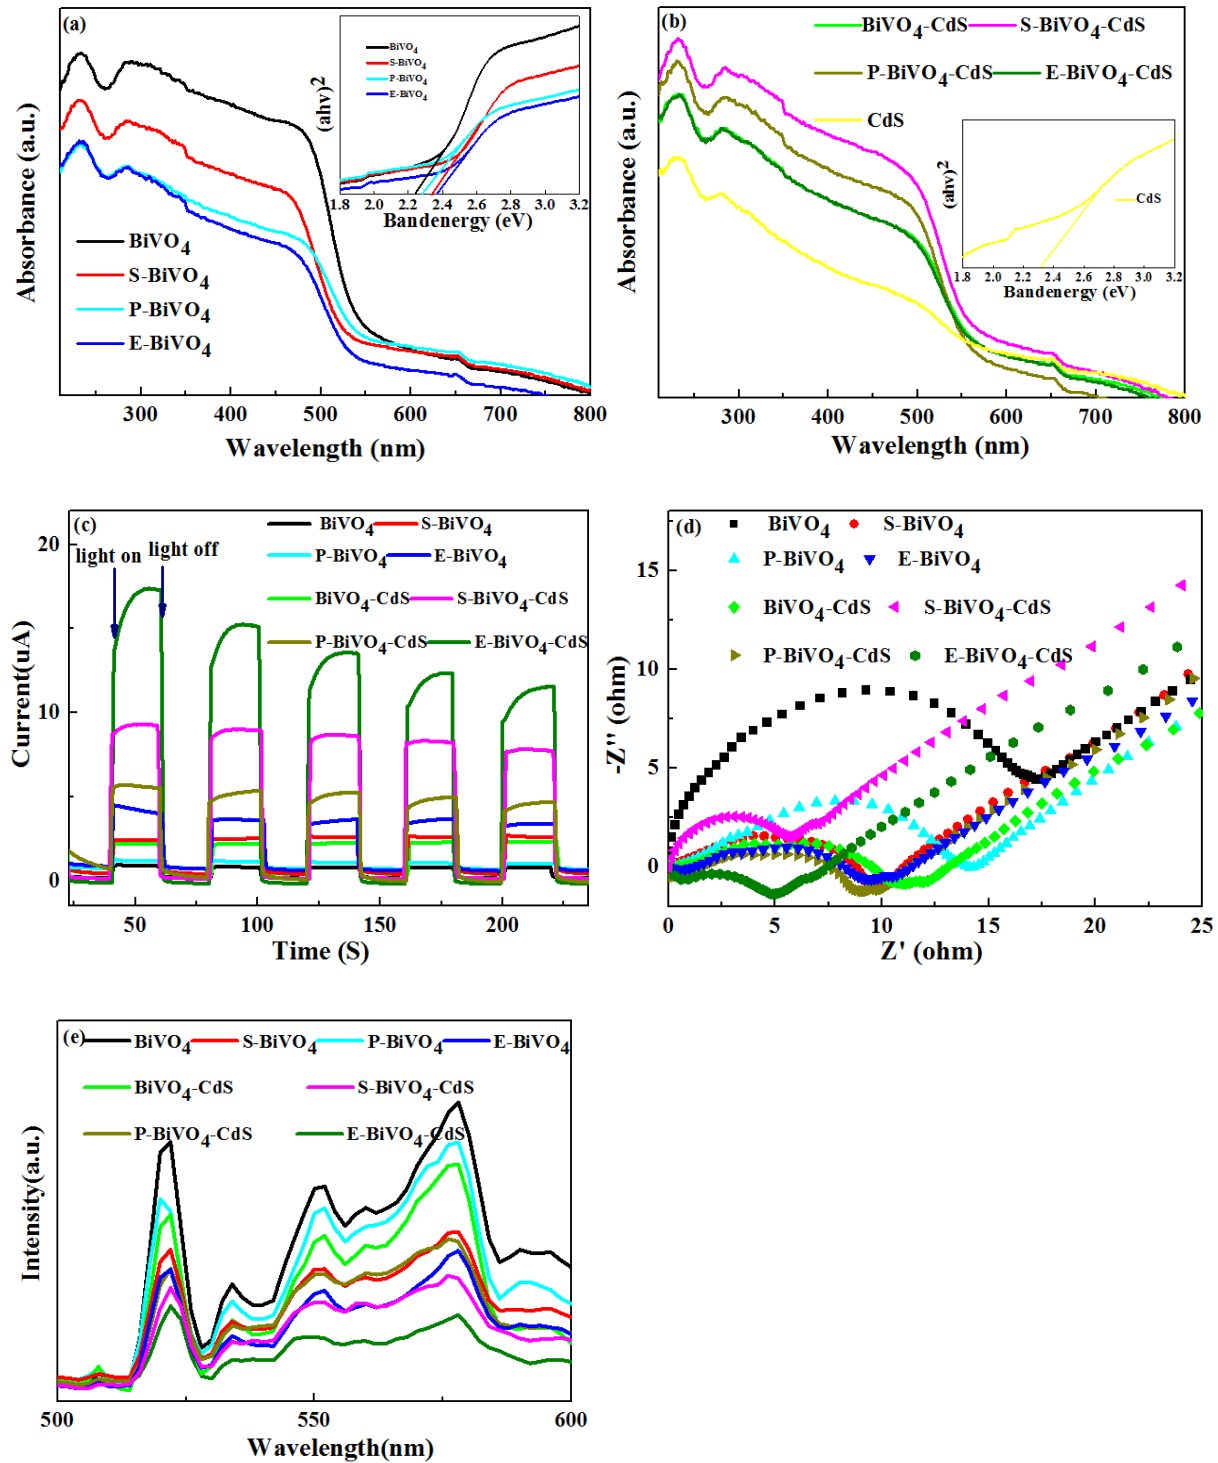 (a)
BiVO4
S-BiVO4
P-BiVO4
E-BiVO4
(ahv)2
1.8 2.0 2.2 2.4 2.6 2.8 3.0 3.2
Bandenergy (eV)
BiVO4
S-BiVO4
P-BiVO4
E-BiVO4
Absorbance (a.u.)
300 400 500 600 700 800
Wavelength (nm)
(b)
BiVO4-CdS S-BiVO4-CdS
P-BiVO4-CdS E-BiVO4-CdS
CdS
(ahv)2
CdS
1.8 2.0 2.2 2.4 2.6 2.8 3.0 3.2
Bandenergy (eV)
Absorbance (a.u.)
300 400 500 600 700 800
Wavelength (nm)
(c)
BiVO4 S-BiVO4
P-BiVO4 E-BiVO4
BiVO4-CdS S-BiVO4-CdS
P-BiVO4-CdS E-BiVO4-CdS
light on light off
20
10
0
Current(uA)
50 100 150 200
Time (S)
(d)
BiVO4 S-BiVO4
P-BiVO4 E-BiVO4
BiVO4-CdS S-BiVO4-CdS
P-BiVO4-CdS E-BiVO4-CdS
15
10
5
0
-Z'' (ohm)
0 5 10 15 20 25
Z' (ohm)
(e)
BiVO4 S-BiVO4 P-BiVO4 E-BiVO4
BiVO4-CdS S-BiVO4-CdS
P-BiVO4-CdS E-BiVO4-CdS
Intensity(a.u.)
500 550 600
Wavelength(nm)